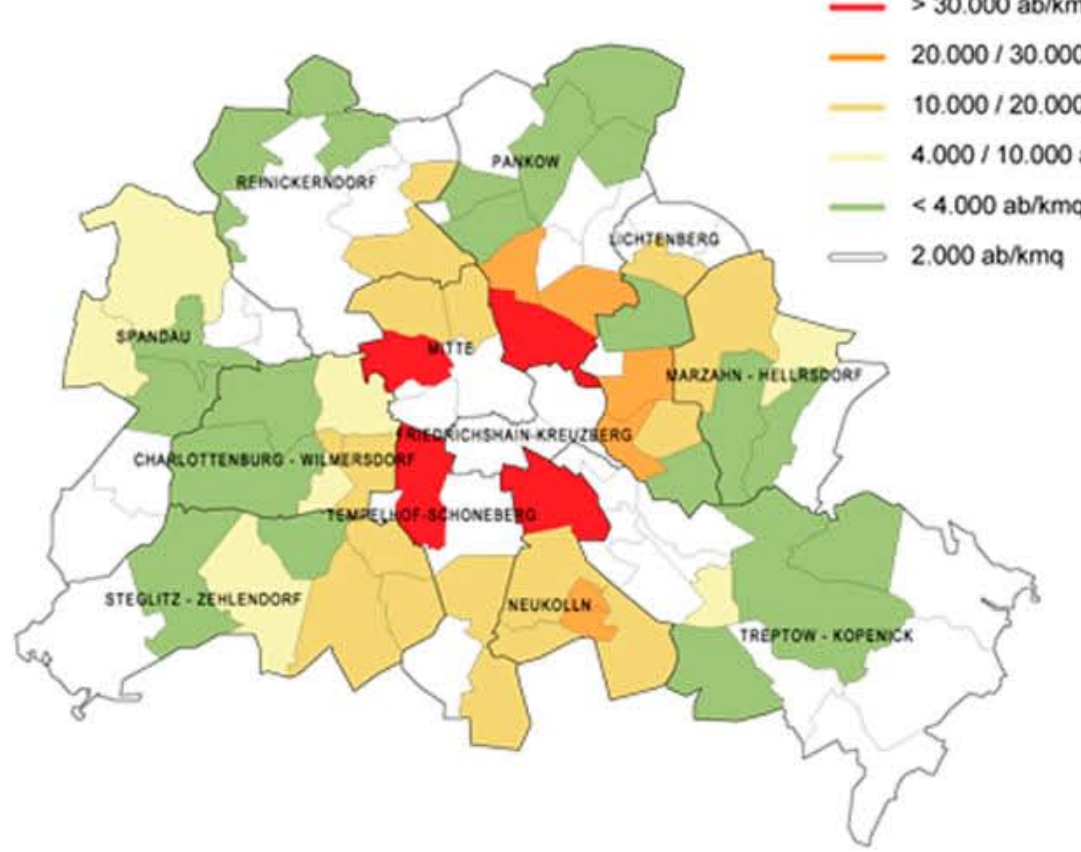 > 30.000 ab/km
20.000 / 30.000
10.000 / 20.000
4.000 / 10.000
< 4.000 ab/kmq
2.000 ab/kmq
PANKOW
REINICKERNDORF
LICHTENBERG
SPANDAU
MITTE
MARZAHN - HELLRSDORF
FRIEDRICHSHAIN-KREUZBERG
CHARLOTTENBURG - WILMERSDORF
TEMPELHOF-SCHONEBERG
STEGLITZ - ZEHLENDORF
NEUKOLLN
TREPTOW - KOPENICK